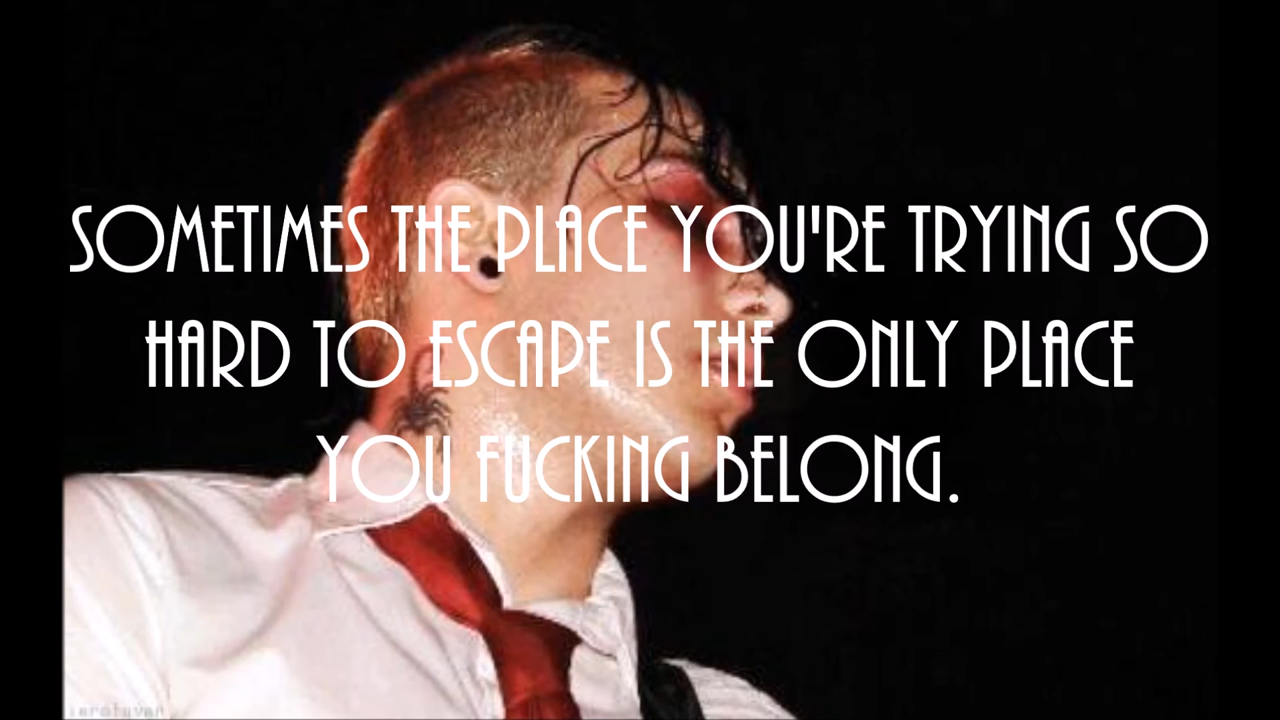 SOMETIMES THE PLACE YOU'RE TRYING SO
HARD TO ESCAPE IS THE ONLY PLACE
YOU FUCKING BELONG.